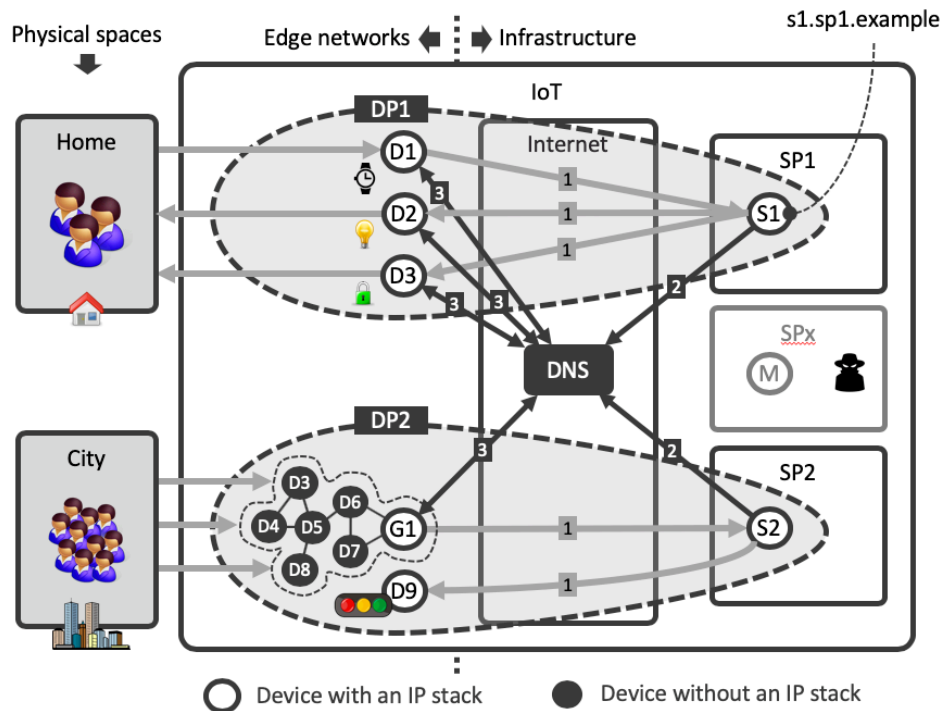 s1.sp1.example
Physical spaces
Edge networks
Infrastructure
IoT
DP1
Home
D1
Internet
SP1
3
1
D2
1
S1
D3
1
3
3
2
SPx
DNS
M
DP2
City
3
2
SP2
D3
D6
D4
D5
G1
1
S2
D7
D8
D9
1
Device with an IP stack
Device without an IP stack